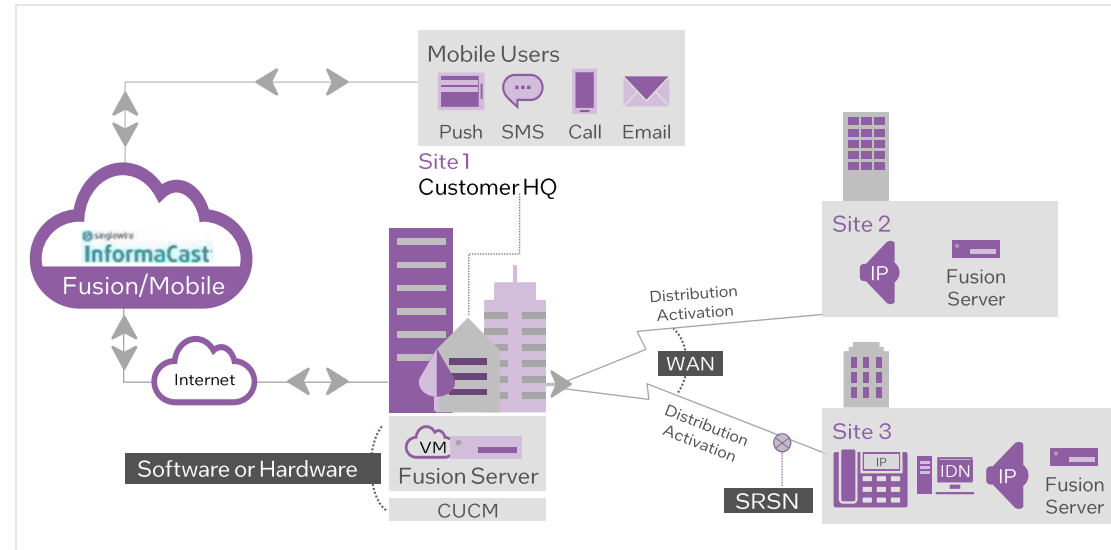 Mobile Users
Push
SMS
Call
Email
Site 1
Customer HQ
singlewire
InformaCast
Fusion/Mobile
Internet
Site 2
IP
Fusion
Server
Distribution
Activation
WAN
Distribution
Activation
SRSN
Site 3
IP
IDN
IP
Fusion
Server
VM
Software or Hardware
Fusion Server
CUCM